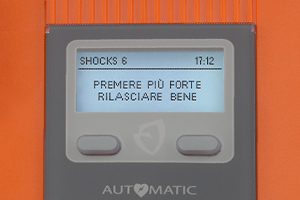 SHOCKS 6 17:12
PREMERE PIÙ FORTE
RILASCIARE BENE
AUTOMATIC